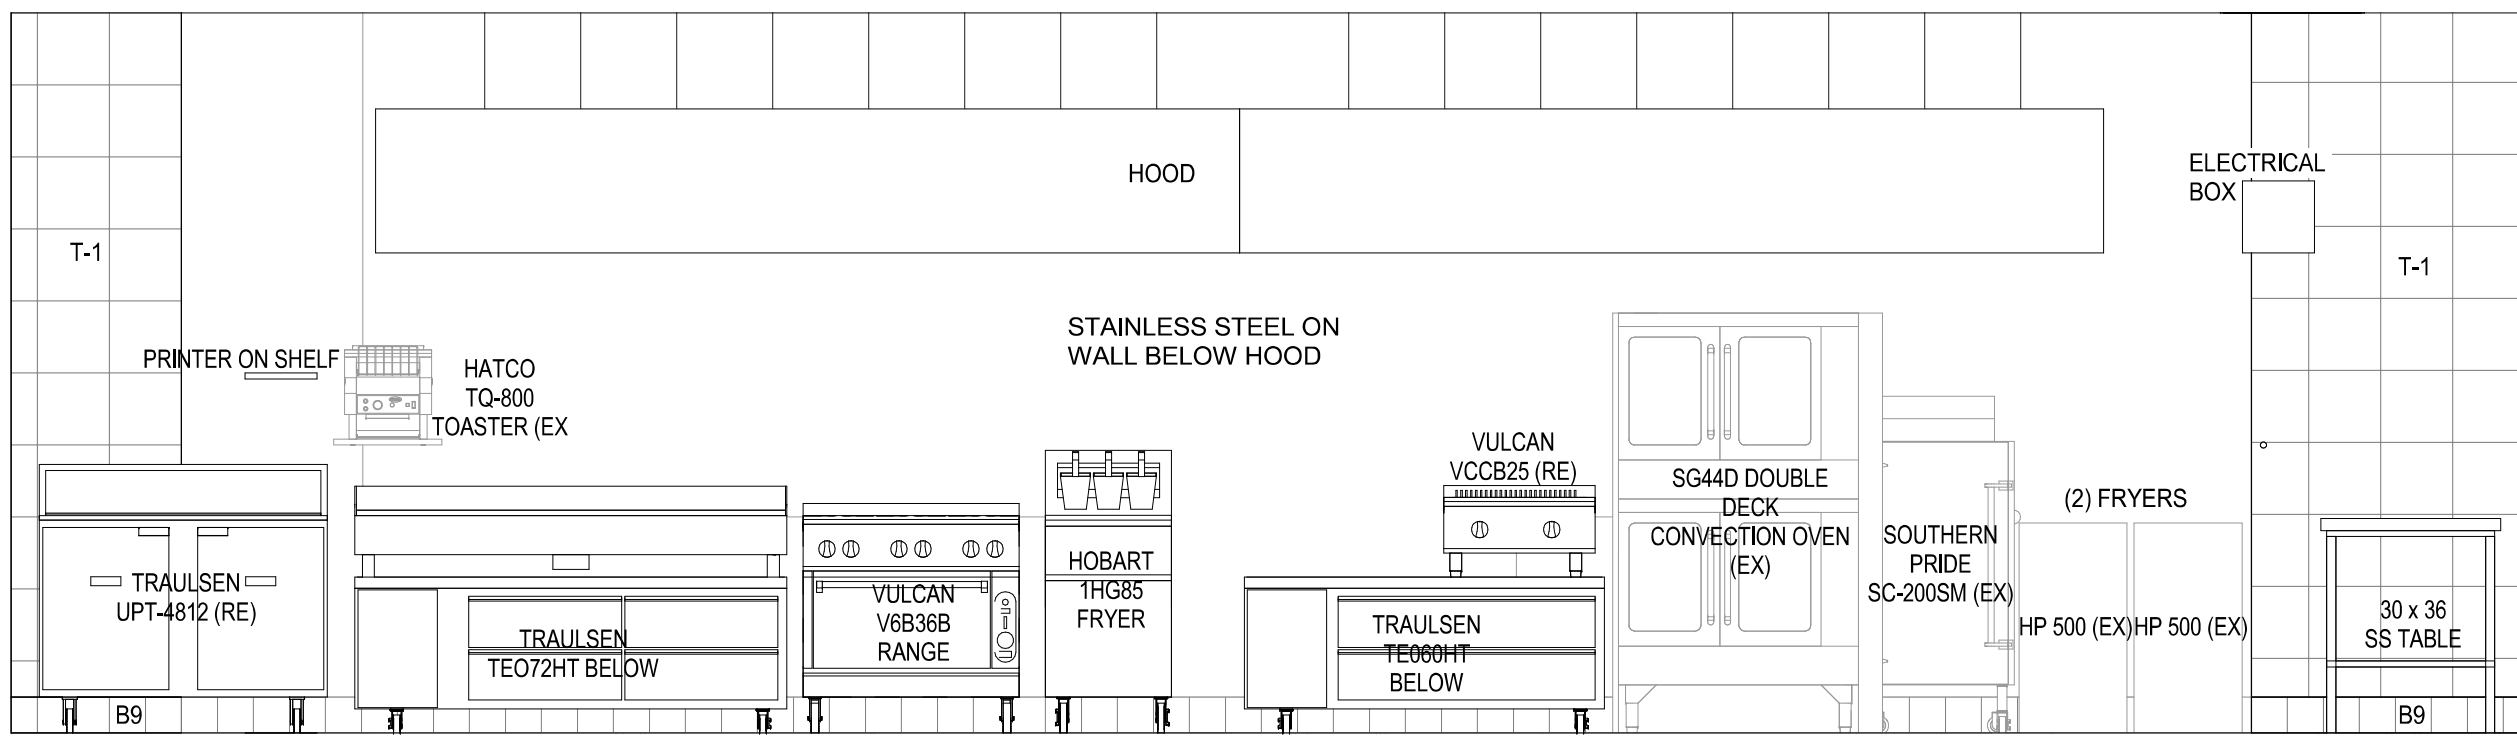 HOOD
ELECTRICAL
BOX
T-1
T-1
STAINLESS STEEL ON
WALL BELOW HOOD
PRINTER ON SHELF
HATCO
TQ-800
TOASTER (EX
VULCAN
VCCB25 (RE)
SG44D DOUBLE
DECK
CONVECTION OVEN
(EX)
(2) FRYERS
SOUTHERN
PRIDE
SC-200SM (EX)
TRAULSEN
UPT-4812 (RE)
TRAULSEN
TEO72HT BELOW
VULCAN
V6B36B
RANGE
HOBART
1HG85
FRYER
TRAULSEN
TE060HT
BELOW
HP 500 (EX)
HP 500 (EX)
30 x 36
SS TABLE
B9
B9